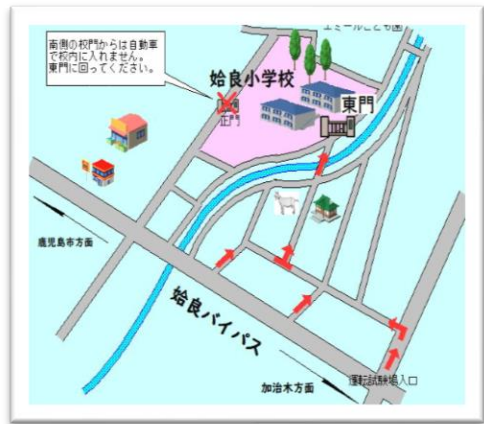 エミールこども園
南側の校門からは自動車
で校内に入れません。
東門に回ってください。
姶良小学校
東門
正門
鹿児島市方面
姶良バイパス
加治木方面
運転試験場入口